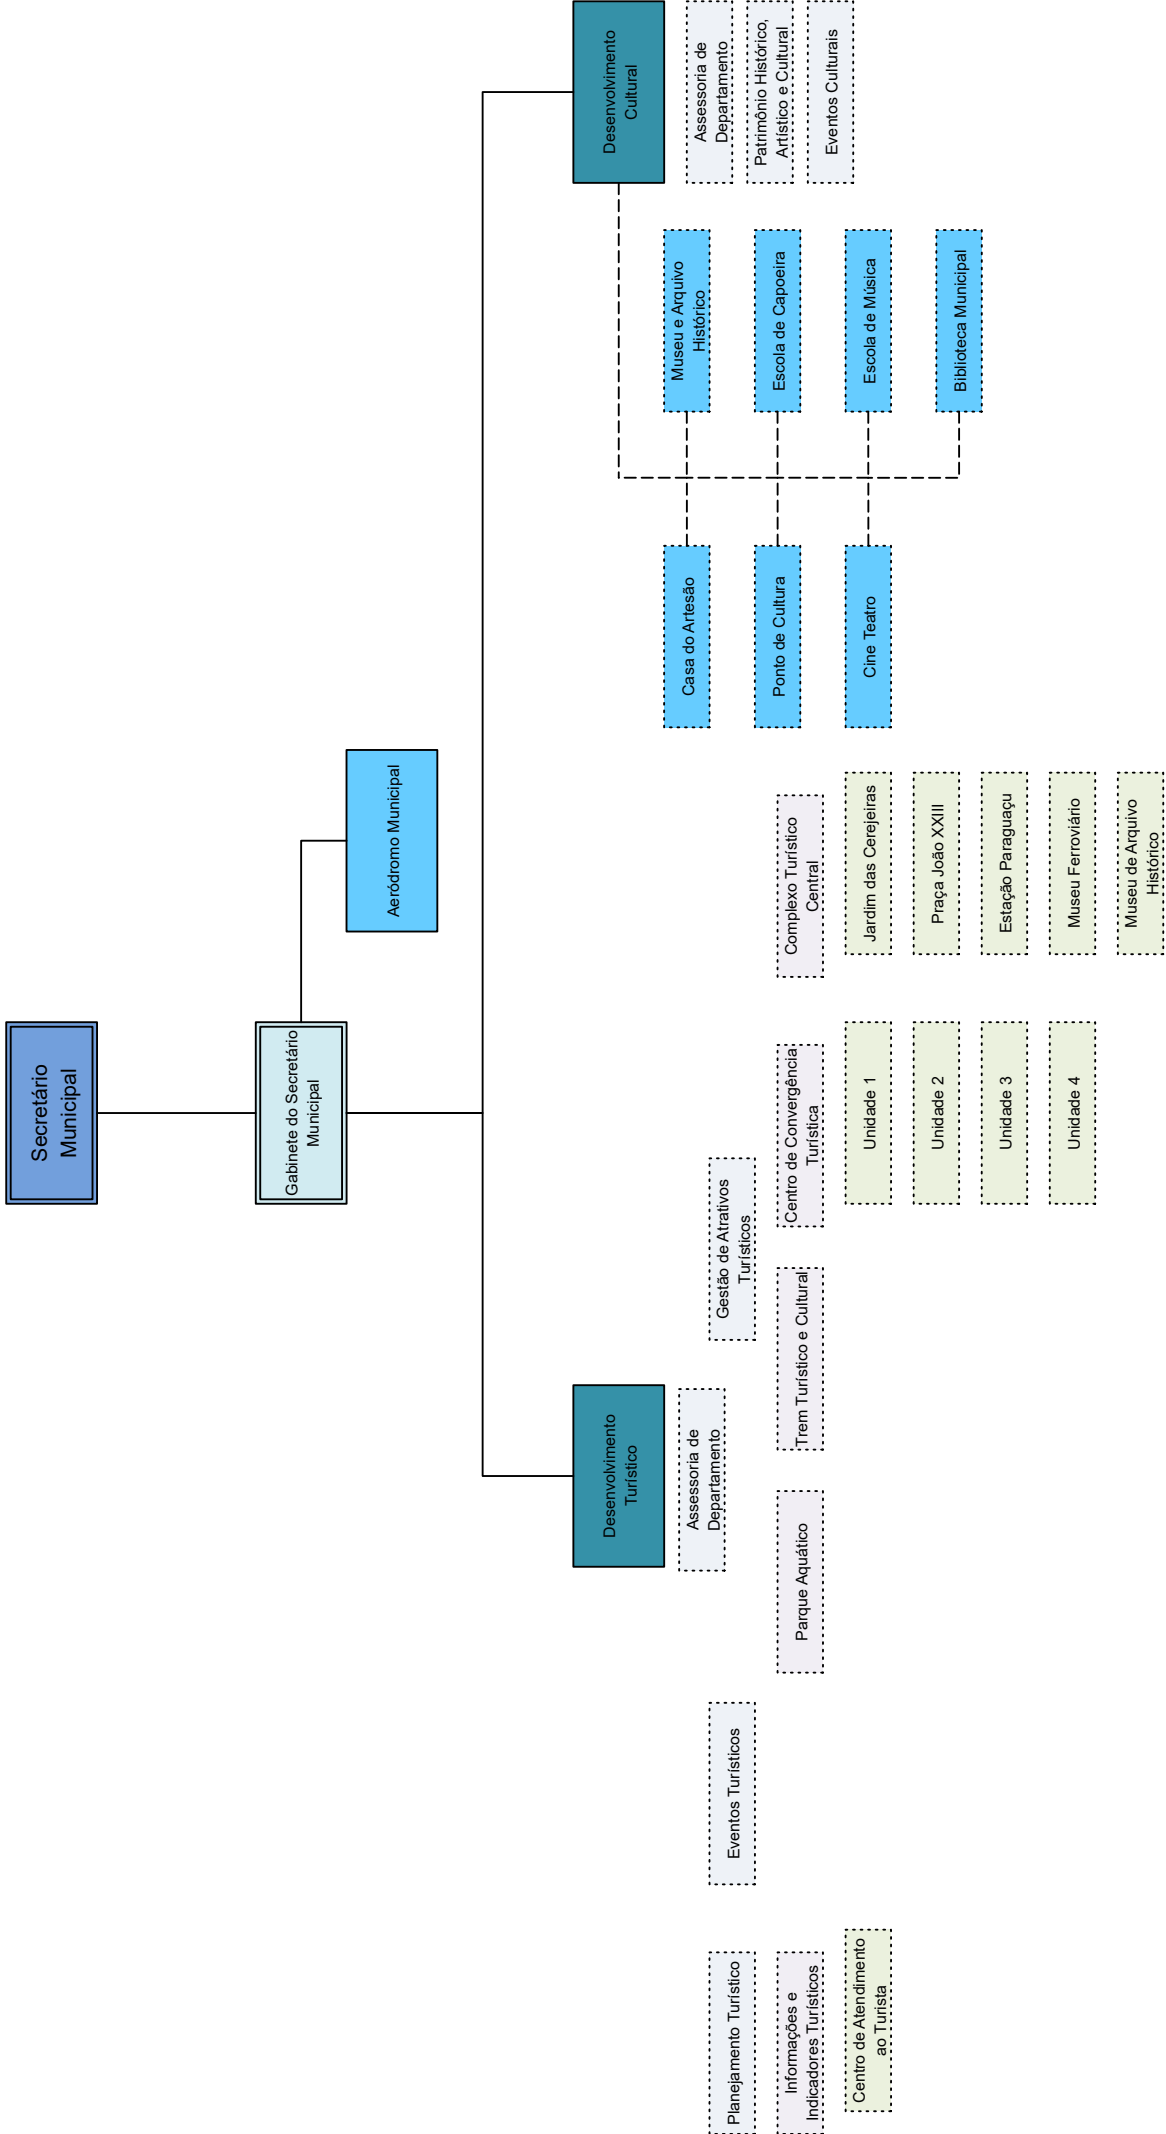 Secretário
Municipal
Gabinete do Secretário
Municipal
Aeródromo Municipal
Desenvolvimento
Turístico
Desenvolvimento
Cultural
Assessoria de
Departamento
Planejamento Turístico
Eventos Turísticos
Gestão de Atrativos
Turísticos
Informações e
Indicadores Turísticos
Parque Aquático
Trem Turístico e Cultural
Centro de Convergência
Turística
Complexo Turístico
Central
Centro de Atendimento
ao Turista
Unidade 1
Unidade 2
Unidade 3
Unidade 4
Jardim das Cerejeiras
Praça João XXIII
Estação Paraguaçu
Museu Ferroviário
Museu de Arquivo
Histórico
Casa do Artesão
Ponto de Cultura
Cine Teatro
Museu e Arquivo
Histórico
Escola de Capoeira
Escola de Música
Biblioteca Municipal
Assessoria de
Departamento
Patrimônio Histórico,
Artístico e Cultural
Eventos Culturais